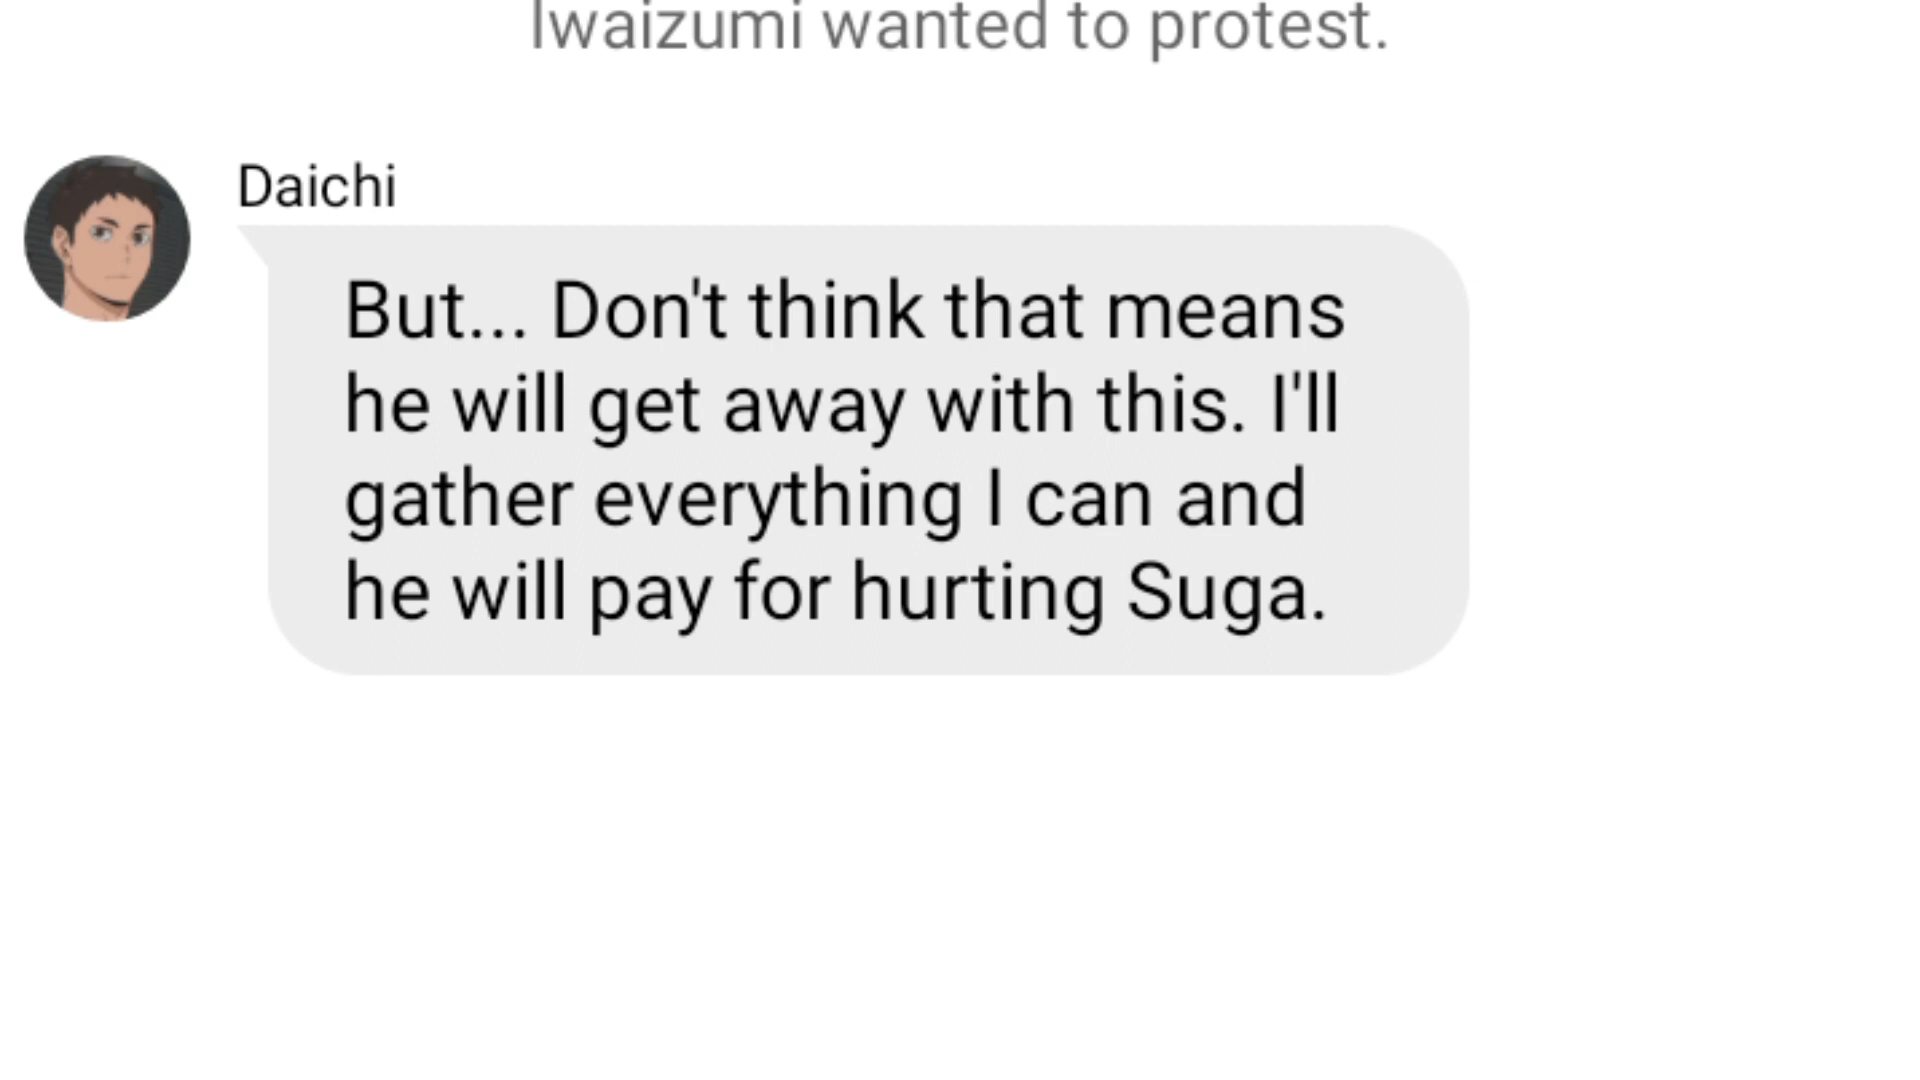 Iwaizumi wanted to protest.
Daichi
But... Don't think that means
he will get away with this. I'll
gather everything I can and
he will pay for hurting Suga.